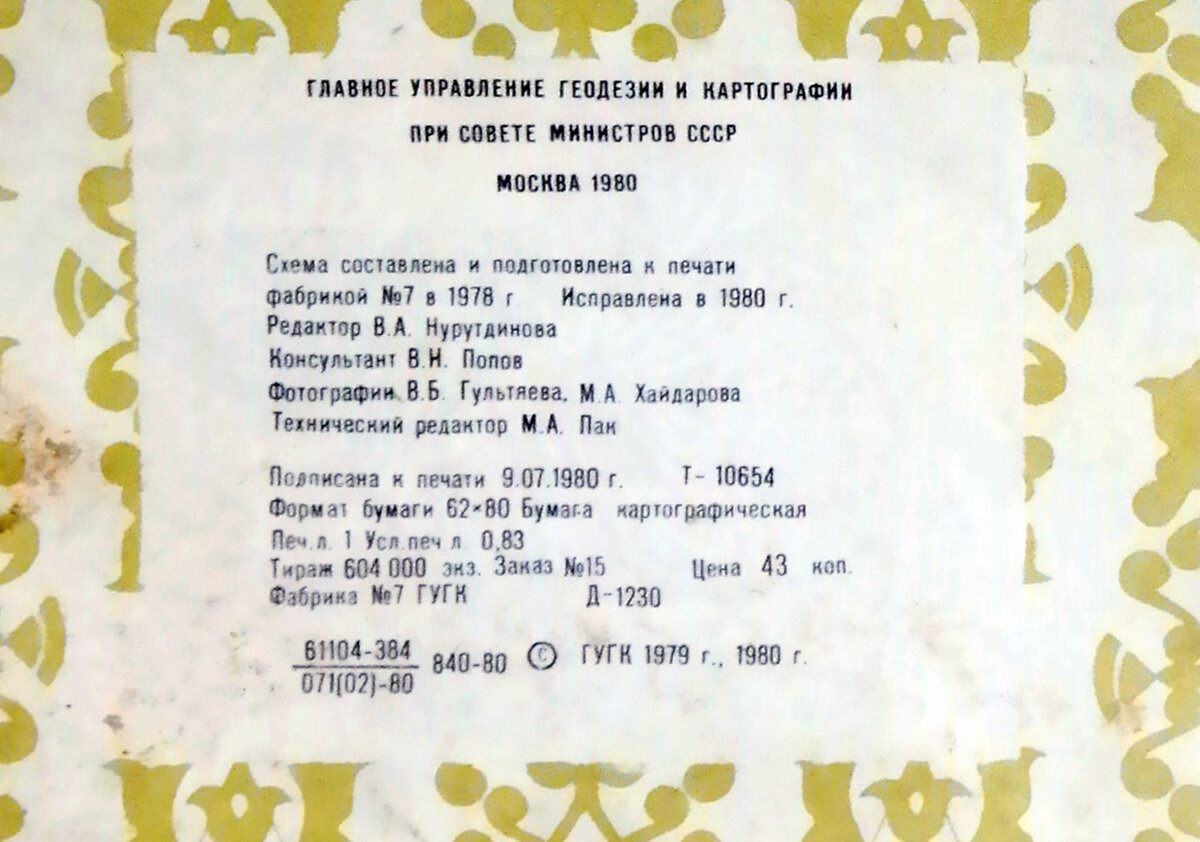 ГЛАВНОЕ УПРАВЛЕНИЕ ГЕОДЕЗИИ И КАРТОГРАФИИ
ПРИ СОВЕТЕ МИНИСТРОВ СССР
МОСКВА 1980
Схема составлена и подготовлена к печати
фабрикой №7 в 1978 г Исправлена в 1980 г.
Редактор В.А. Нурутдинова
Консультант В.Н. Попов
Фотографии В.Б. Гультяева, М.А. Хайдарова
Технический редактор М.А. Пак
Подписана к печати 9.07.1980 г. Т-10654
Формат бумаги 62×80 Бумага картографическая
Печ.л. 1 Усл.печ л. 0,83
Тираж 604 000 экз. Заказ №15 Цена 43 коп.
Фабрика №7 ГУГК Д-1230
61104-384
071(02)-80 840-80 © ГУГК 1979 г., 1980 г.